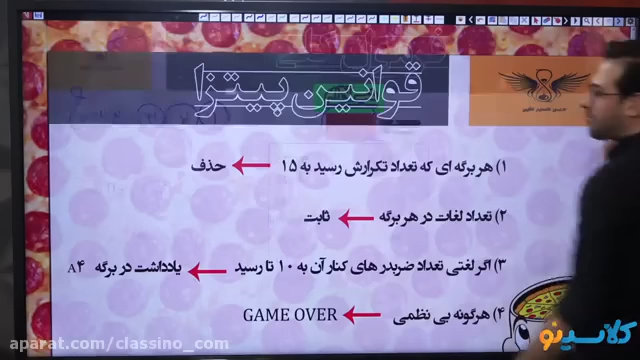 قوانین پیتزا
۱) هر برگه ای که تعداد تکرارش رسید به ۱۵ ← حذف
۲) تعداد لغات در هر برگه ← ثابت
۳) اگر لغتی تعداد ضربدر های کنار آن به ۱۰ تا رسید ← یادداشت در برگه A۴
۴) هرگونه بی نظمی ← GAME OVER
کلاسینو
aparat.com/classino_com